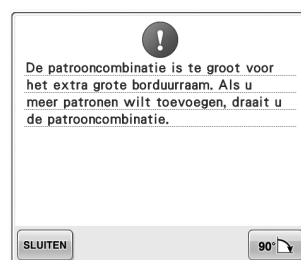 De patrooncombinatie is te groot voor
het extra grote borduurraam. Als u
meer patronen wilt toevoegen, draait u
de patrooncombinatie.
SLUITEN
90°